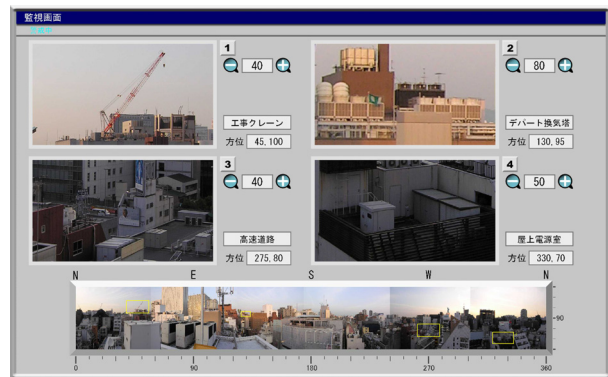 監視画面
1
40
工事クレーン
方位 45,100
2
80
デパート換気塔
方位 130,95
3
40
高速道路
方位 275,80
4
50
屋上電源室
方位 330,70
N E S W N
90
0 90 180 270 360